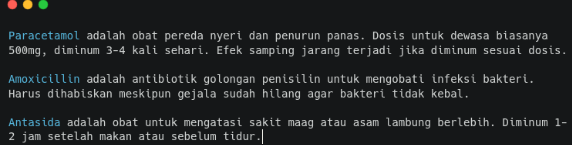 Paracetamol adalah obat pereda nyeri dan penurun panas. Dosis untuk dewasa biasanya
500mg, diminum 3-4 kali sehari. Efek samping jarang terjadi jika diminum sesuai dosis.
Amoxicillin adalah antibiotik golongan penisilin untuk mengobati infeksi bakteri.
Harus dihabiskan meskipun gejala sudah hilang agar bakteri tidak kebal.
Antasida adalah obat untuk mengatasi sakit maag atau asam lambung berlebih. Diminum 1-
2 jam setelah makan atau sebelum tidur.